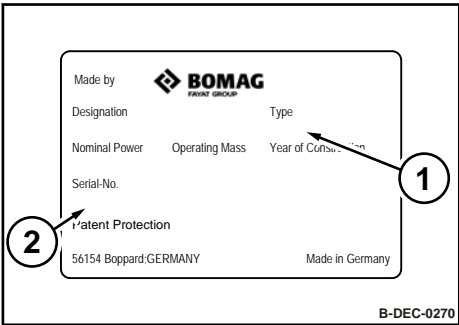 Made by BOMAG
FAYAT GROUP
Designation Type
Nominal Power Operating Mass Year of
Serial-No.
Patent Protection
56154 Boppard:GERMANY Made in Germany
1
2
B-DEC-0270